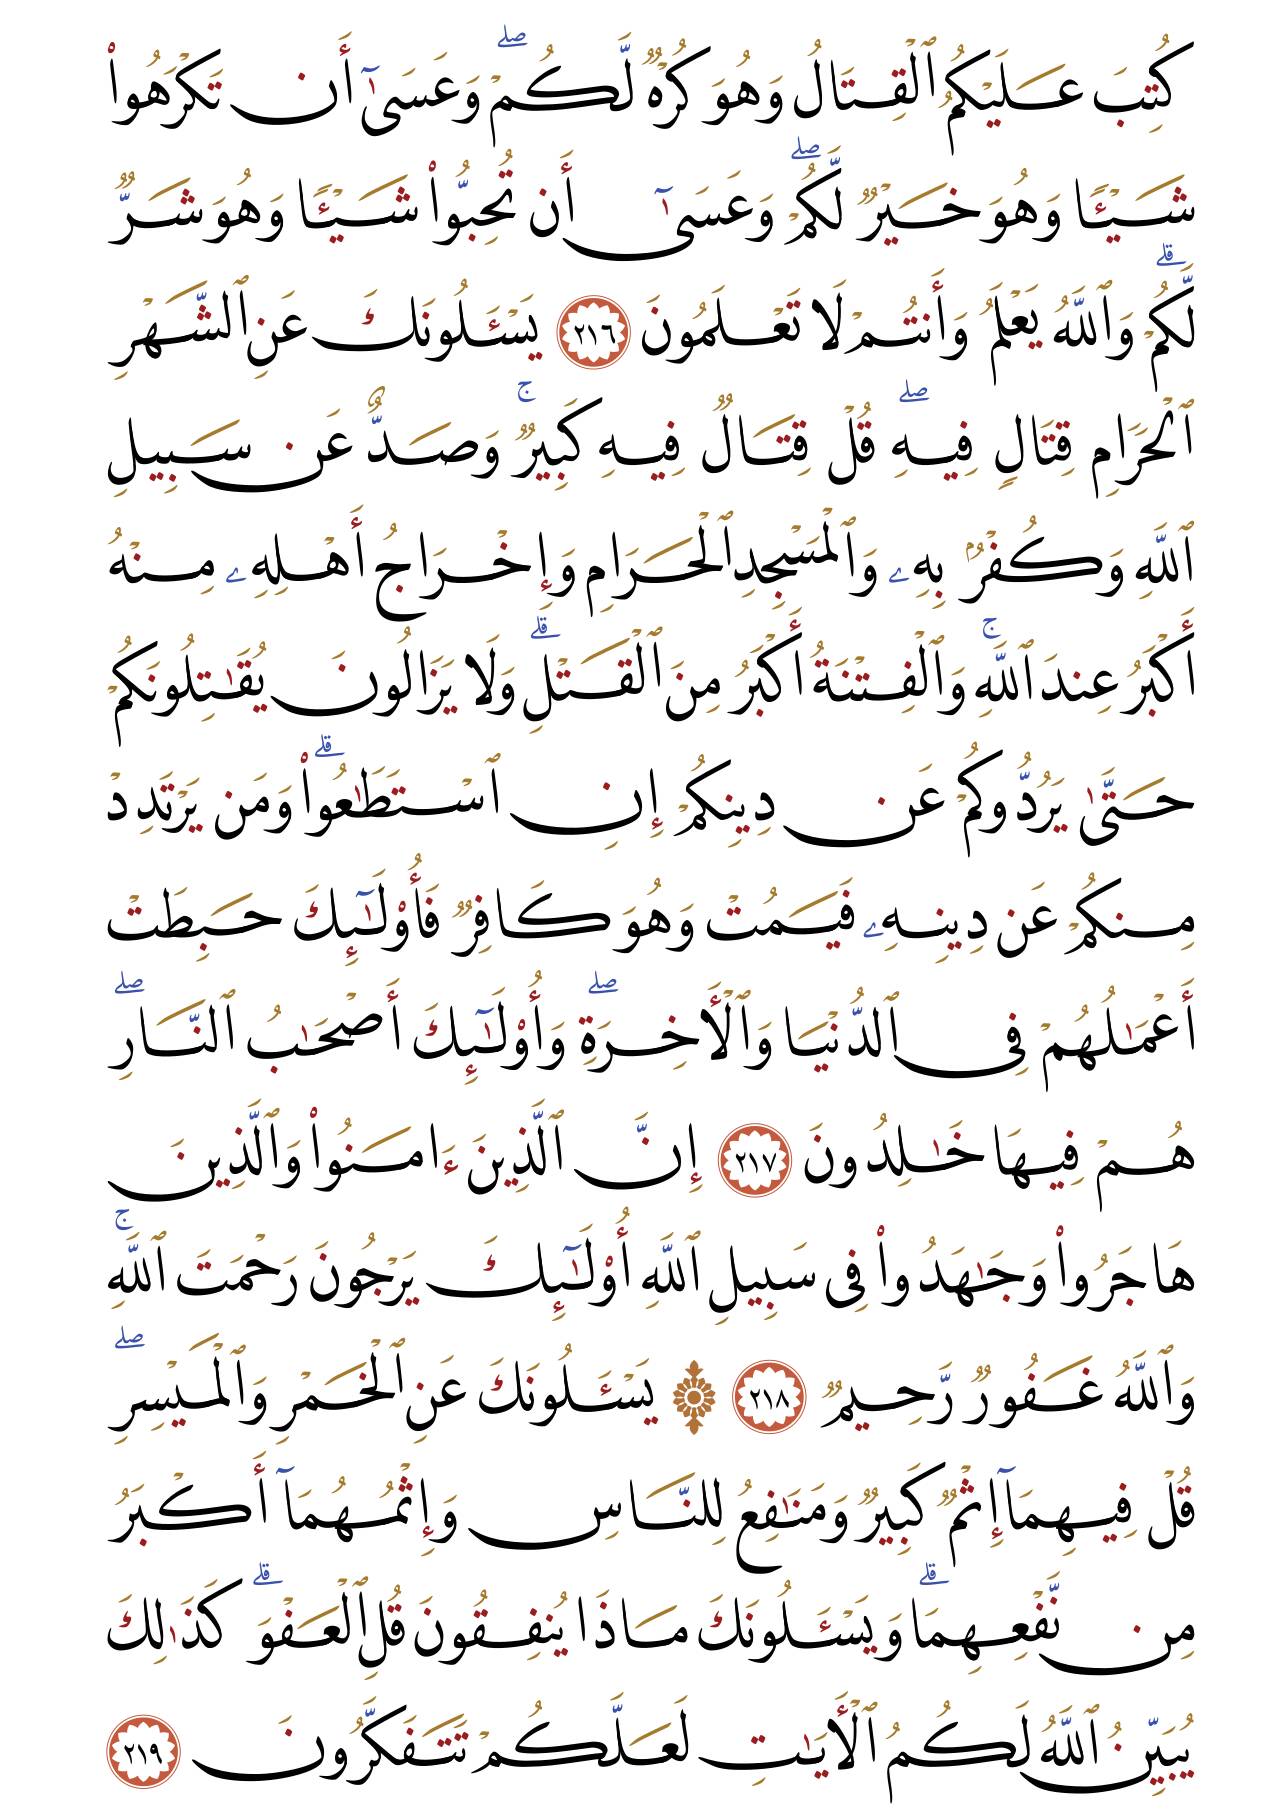 كُتِبَ عَلَيْكُمُ ٱلْقِتَالُ وَهُوَ كُرْهٌ لَّكُمْ ۖ وَعَسَىٰٓ أَن تَكْرَهُوا۟
شَيْـًٔا وَهُوَ خَيْرٌ لَّكُمْ ۖ وَعَسَىٰٓ أَن تُحِبُّوا۟ شَيْـًٔا وَهُوَ شَرٌّ
لَّكُمْ ۗ وَٱللَّهُ يَعْلَمُ وَأَنتُمْ لَا تَعْلَمُونَ ٢١٦ يَسْـَٔلُونَكَ عَنِ ٱلشَّهْرِ
ٱلْحَرَامِ قِتَالٍ فِيهِ ۖ قُلْ قِتَالٌ فِيهِ كَبِيرٌ ۚ وَصَدٌّ عَن سَبِيلِ
ٱللَّهِ وَكُفْرٌۢ بِهِۦ وَٱلْمَسْجِدِ ٱلْحَرَامِ وَإِخْرَاجُ أَهْلِهِۦ مِنْهُ
أَكْبَرُ عِندَ ٱللَّهِ ۚ وَٱلْفِتْنَةُ أَكْبَرُ مِنَ ٱلْقَتْلِ ۗ وَلَا يَزَالُونَ يُقَـٰتِلُونَكُمْ
حَتَّىٰ يَرُدُّوكُمْ عَن دِينِكُمْ إِنِ ٱسْتَطَـٰعُوا۟ ۗ وَمَن يَرْتَدِدْ
مِنكُمْ عَن دِينِهِۦ فَيَمُتْ وَهُوَ كَافِرٌ فَأُو۟لَـٰٓئِكَ حَبِطَتْ
أَعْمَـٰلُهُمْ فِى ٱلدُّنْيَا وَٱلْـَٔاخِرَةِ ۖ وَأُو۟لَـٰٓئِكَ أَصْحَـٰبُ ٱلنَّارِ ۖ
هُمْ فِيهَا خَـٰلِدُونَ ٢١٧ إِنَّ ٱلَّذِينَ ءَامَنُوا۟ وَٱلَّذِينَ
هَاجَرُوا۟ وَجَـٰهَدُوا۟ فِى سَبِيلِ ٱللَّهِ أُو۟لَـٰٓئِكَ يَرْجُونَ رَحْمَتَ ٱللَّهِ ۚ
وَٱللَّهُ غَفُورٌ رَّحِيمٌ ٢١٨ ۞ يَسْـَٔلُونَكَ عَنِ ٱلْخَمْرِ وَٱلْمَيْسِرِ ۖ
قُلْ فِيهِمَآ إِثْمٌ كَبِيرٌ وَمَنَـٰفِعُ لِلنَّاسِ وَإِثْمُهُمَآ أَكْبَرُ
مِن نَّفْعِهِمَا ۗ وَيَسْـَٔلُونَكَ مَاذَا يُنفِقُونَ قُلِ ٱلْعَفْوَ ۗ كَذَٰلِكَ
يُبَيِّنُ ٱللَّهُ لَكُمُ ٱلْـَٔايَـٰتِ لَعَلَّكُمْ تَتَفَكَّرُونَ ٢١٩